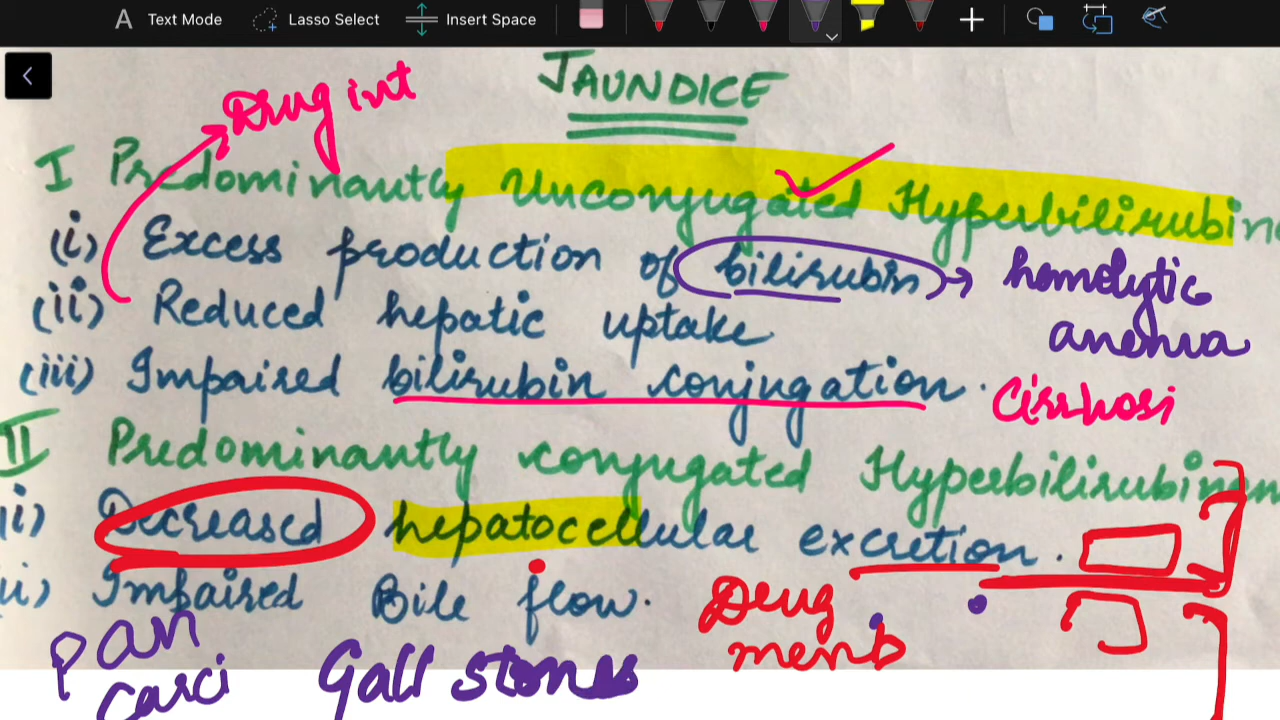 Text Mode Lasso Select Insert Space
JAUNDICE
Drug int
I Predominantly Unconjugated Hyperbilirubin
(i) Excess production of bilirubin → hemolytic anemia
(ii) Reduced hepatic uptake
(iii) Impaired bilirubin conjugation. Cirrhosi
II Predominantly conjugated Hyperbilirubinem
(i) Decreased hepatocellular excretion.
(ii) Impaired Bile flow. Drug
Pan
Carci
Gall stones